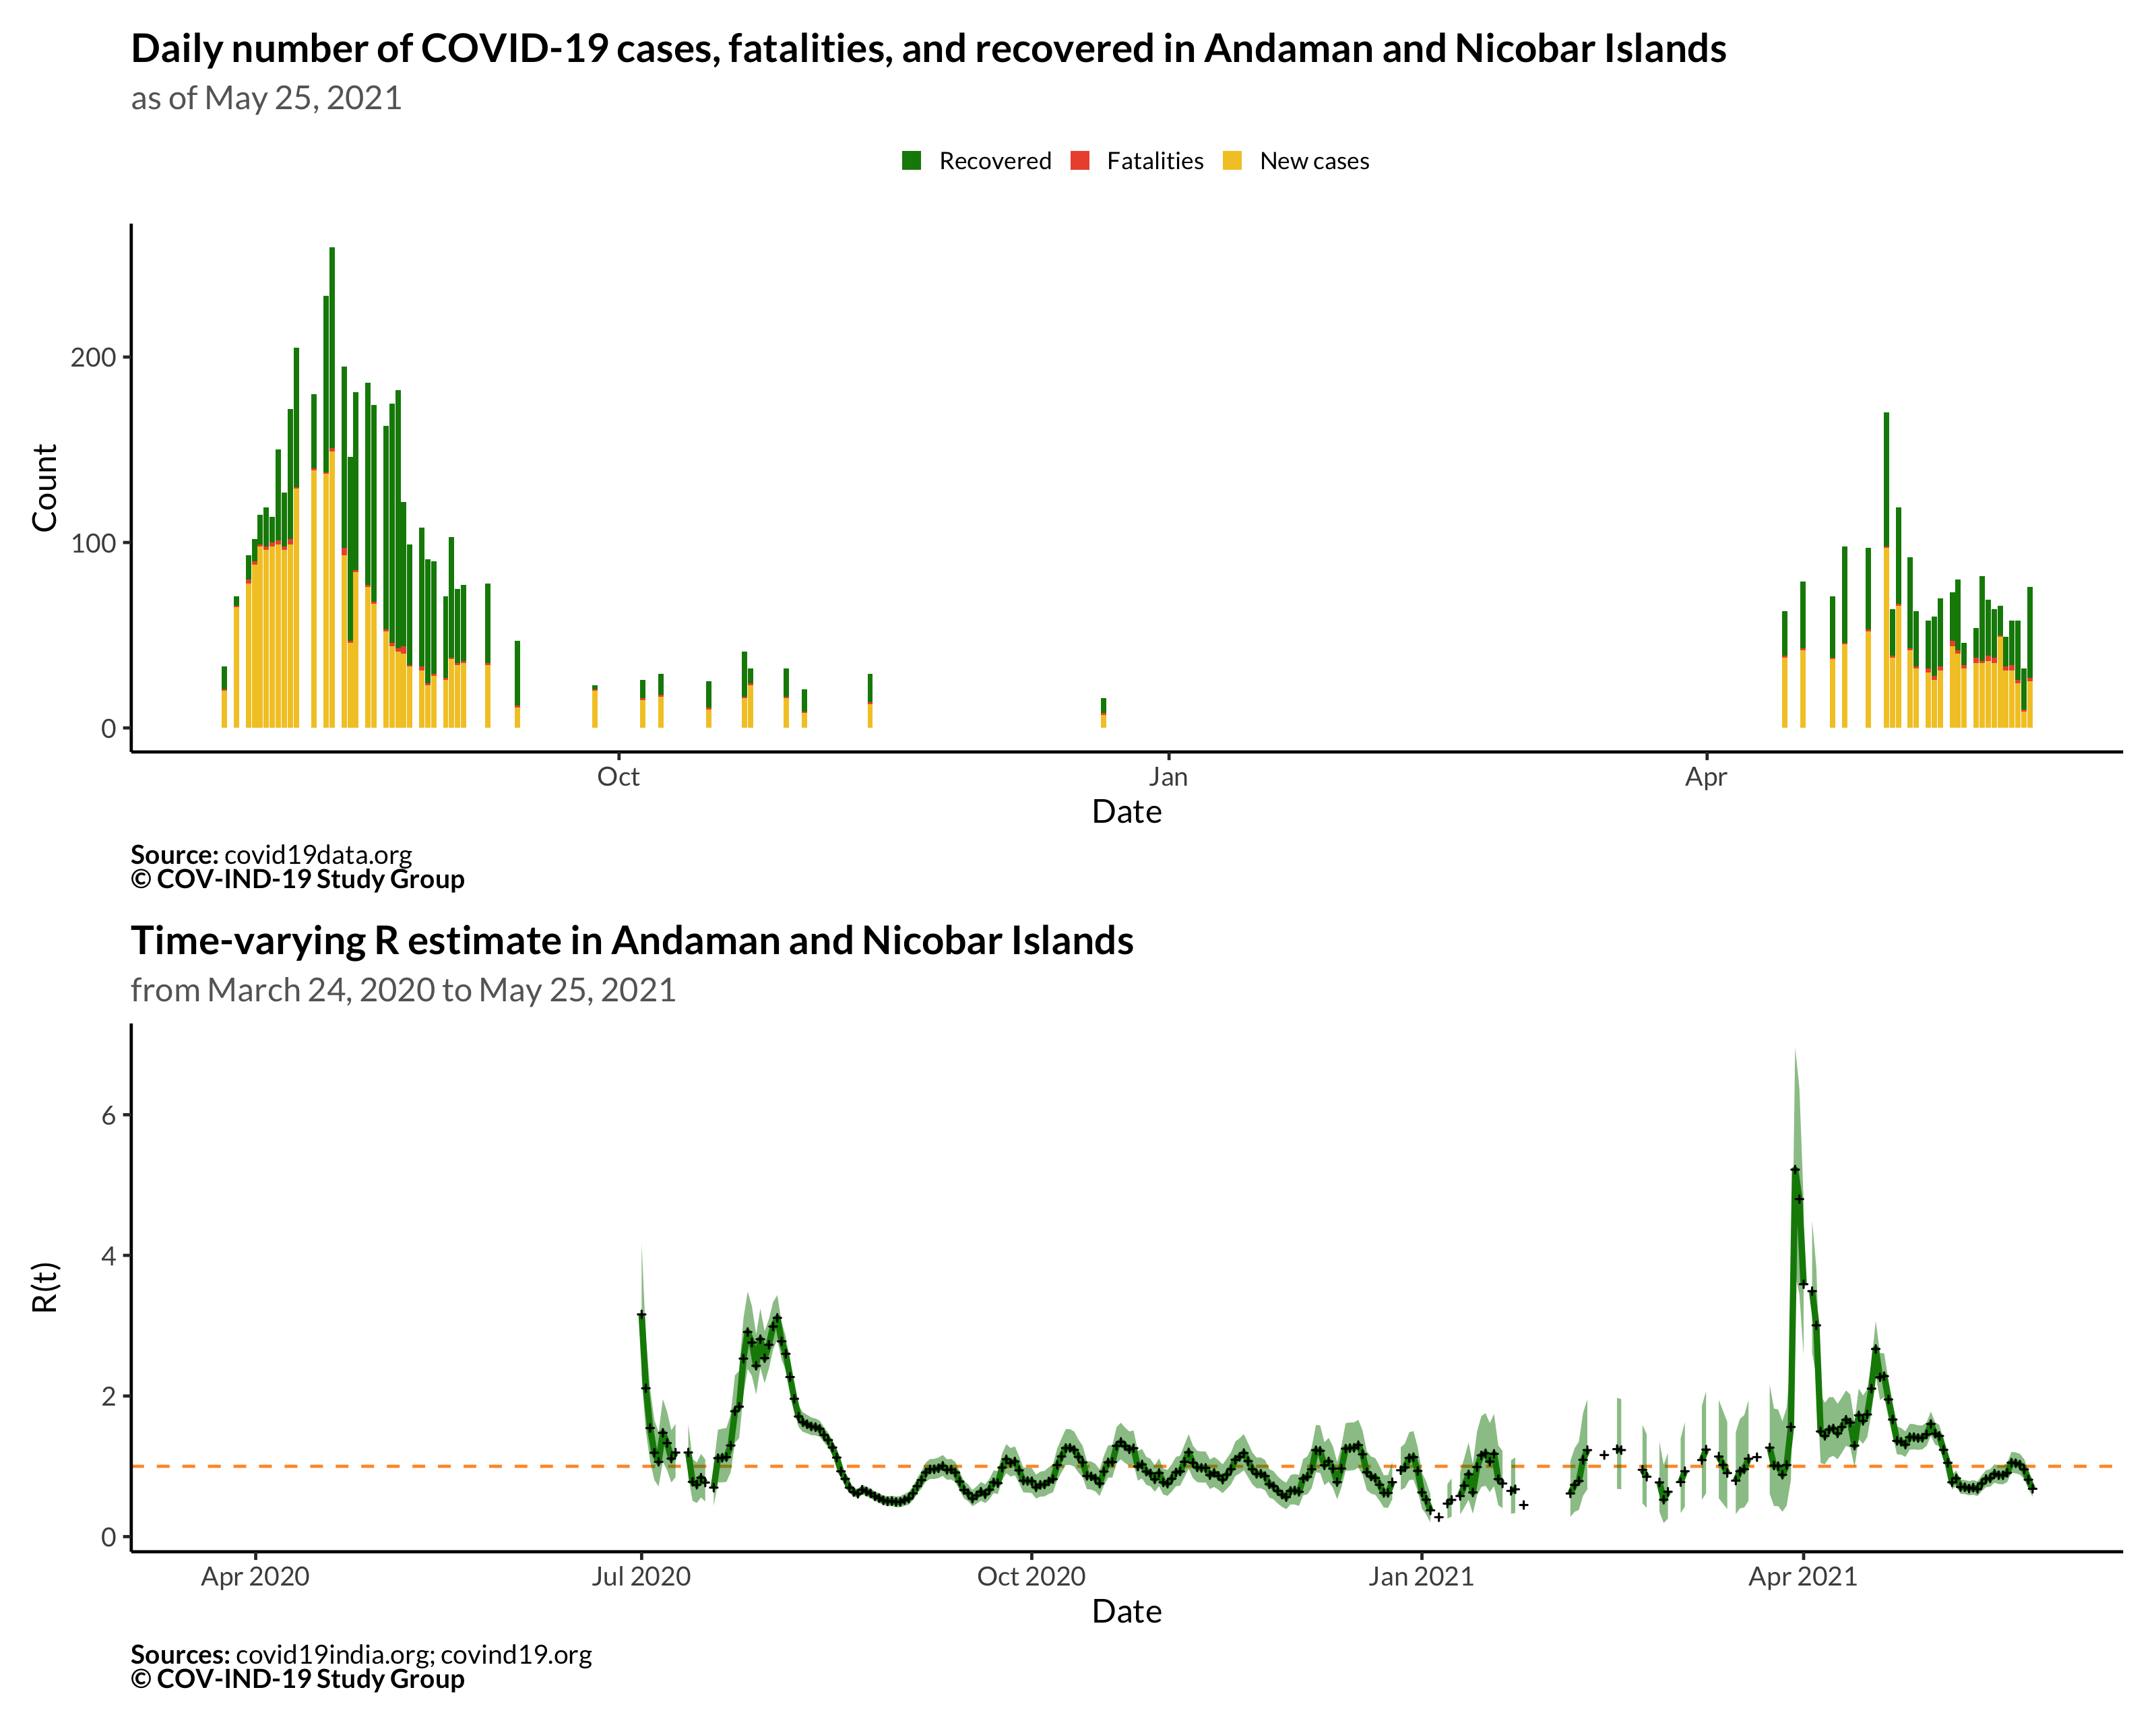 Daily number of COVID-19 cases, fatalities, and recovered in Andaman and Nicobar Islands
as of May 25, 2021
Recovered Fatalities New cases
200
100
0
Count
Oct Jan Apr
Date
Source: covid19data.org
© COV-IND-19 Study Group
Time-varying R estimate in Andaman and Nicobar Islands
from March 24, 2020 to May 25, 2021
6
4
2
0
R(t)
Apr 2020 Jul 2020 Oct 2020 Jan 2021 Apr 2021
Date
Sources: covid19india.org; covind19.org
© COV-IND-19 Study Group